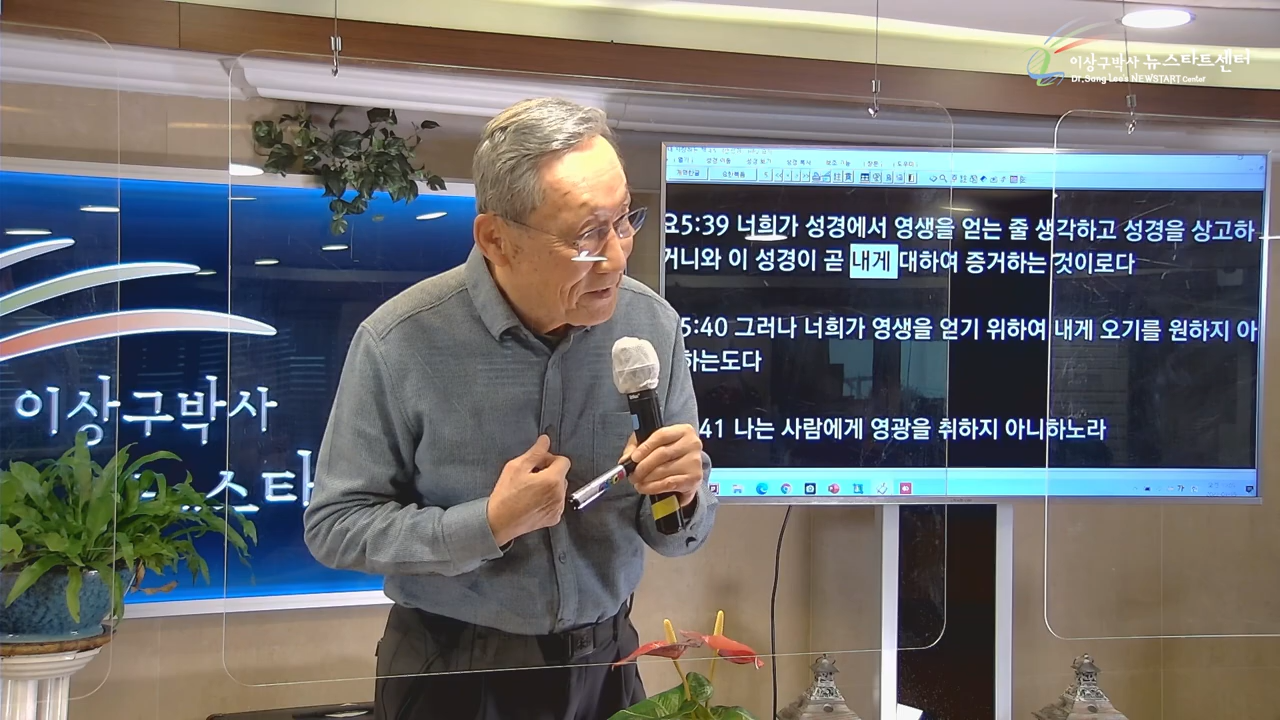 이상구박사 뉴스타트센터
Dr. Sang Lee's NEWSTART Center
요5:39 너희가 성경에서 영생을 얻는 줄 생각하고 성경을 상고하
거니와 이 성경이 곧 내게 대하여 증거하는 것이로다
5:40 그러나 너희가 영생을 얻기 위하여 내게 오기를 원하지 아
하는도다
41 나는 사람에게 영광을 취하지 아니하노라
이상구박사
스타